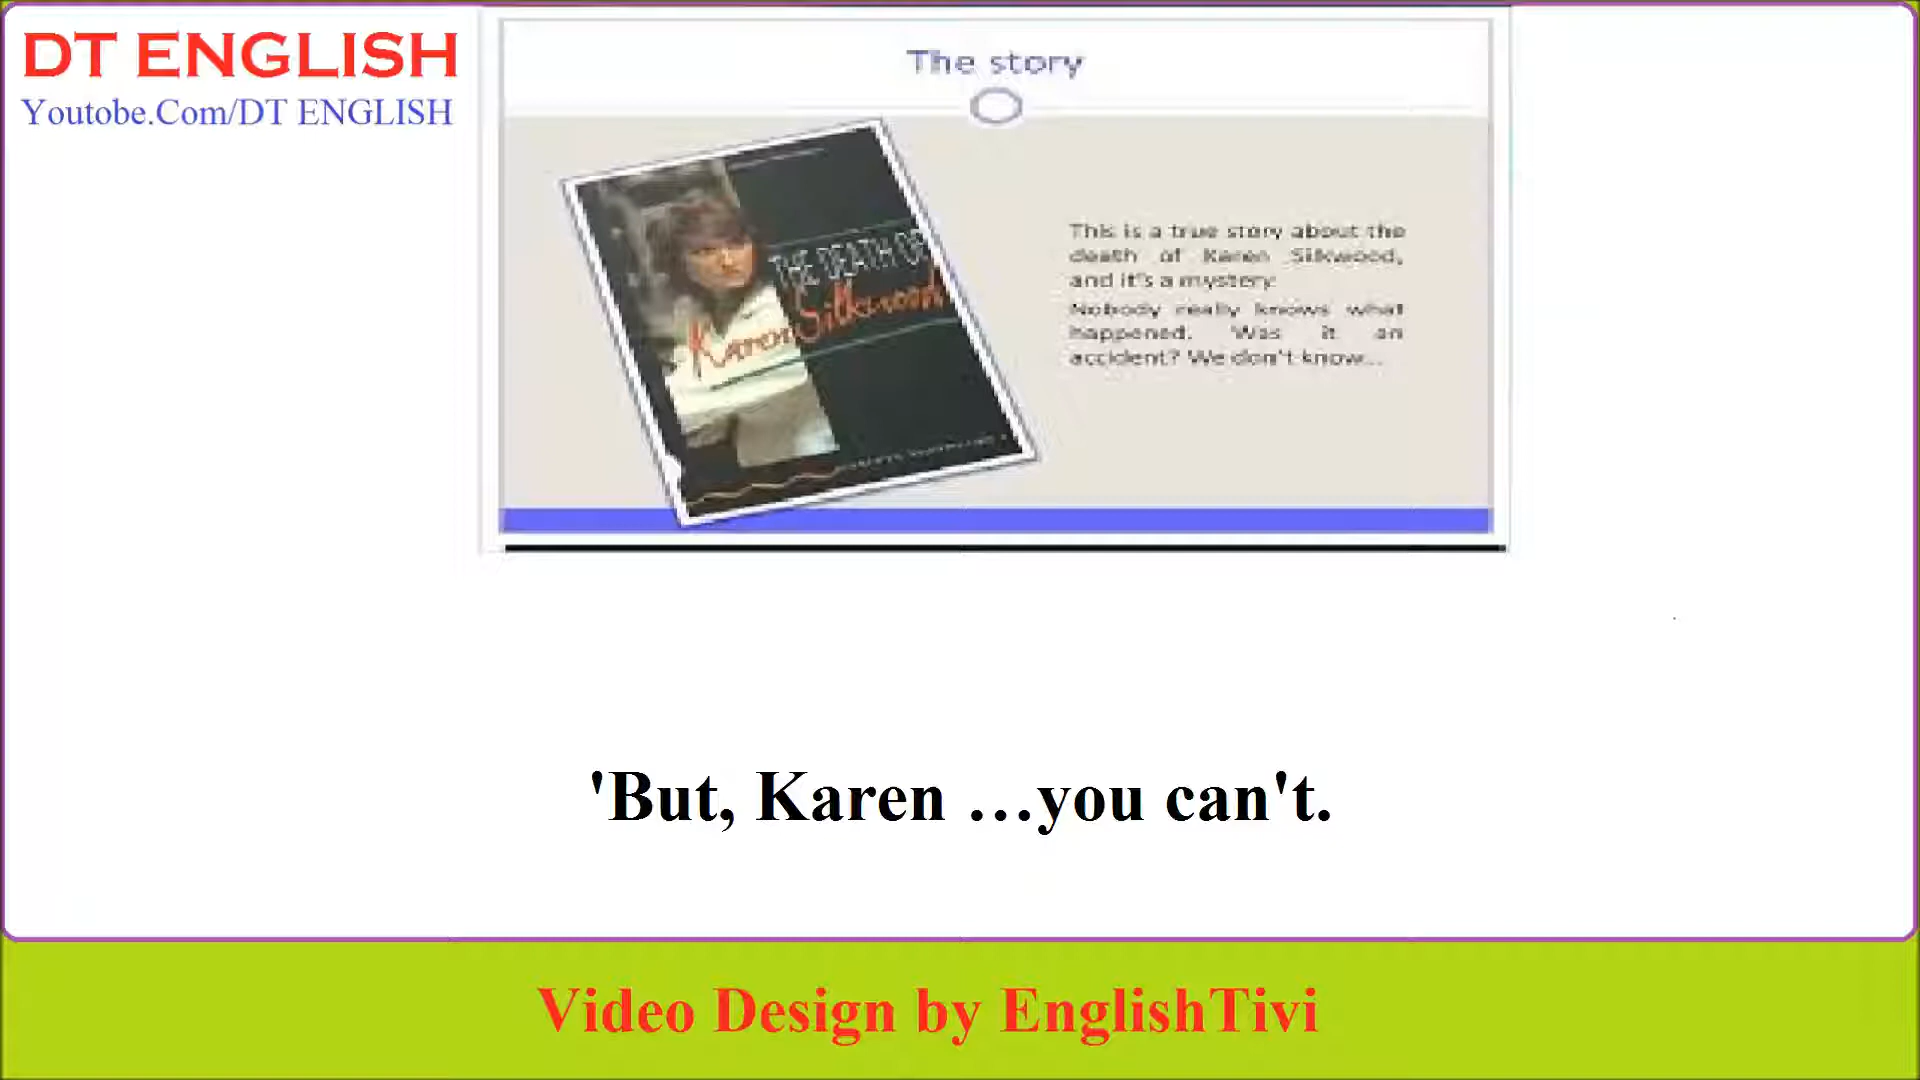 DT ENGLISH
Youtobe.Com/DT ENGLISH
The story
THE DEATH OF
Karen Silkwood
This is a true story about the
death of Karen Silkwood,
and it's a mystery.
Nobody really knows what
happened. Was it an
accident? We don't know...
'But, Karen …you can't.
Video Design by EnglishTivi